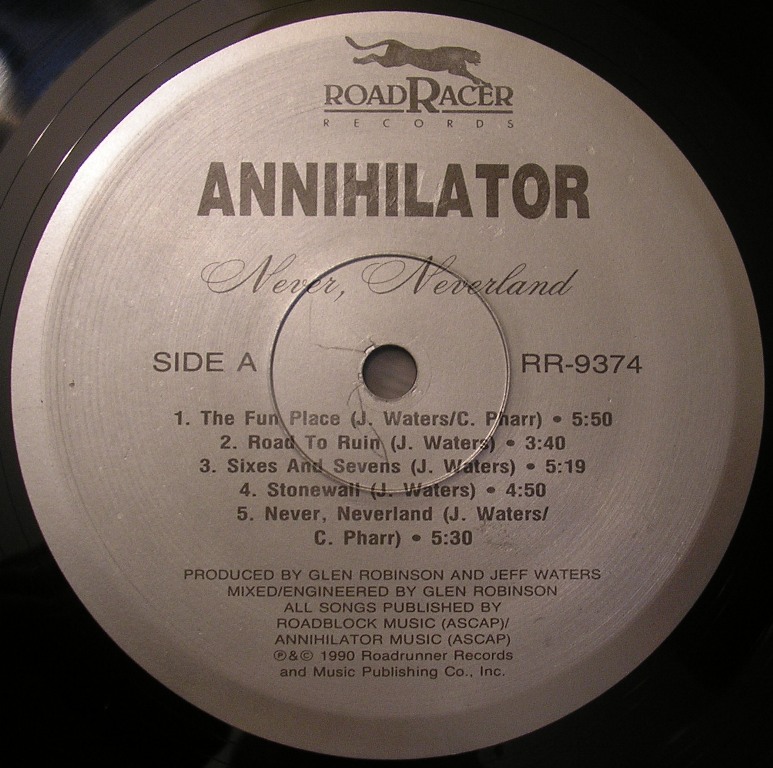 ROADRACER
RECORDS
ANNIHILATOR
Never, Neverland
SIDE A
RR-9374
1. The Fun Place (J. Waters/C. Pharr) • 5:50
2. Road To Ruin (J. Waters) • 3:40
3. Sixes And Sevens (J. Waters) • 5:19
4. Stonewall (J. Waters) • 4:50
5. Never, Neverland (J. Waters/
C. Pharr) • 5:30
PRODUCED BY GLEN ROBINSON AND JEFF WATERS
MIXED/ENGINEERED BY GLEN ROBINSON
ALL SONGS PUBLISHED BY
ROADBLOCK MUSIC (ASCAP)/
ANNIHILATOR MUSIC (ASCAP)
℗&© 1990 Roadrunner Records
and Music Publishing Co., Inc.